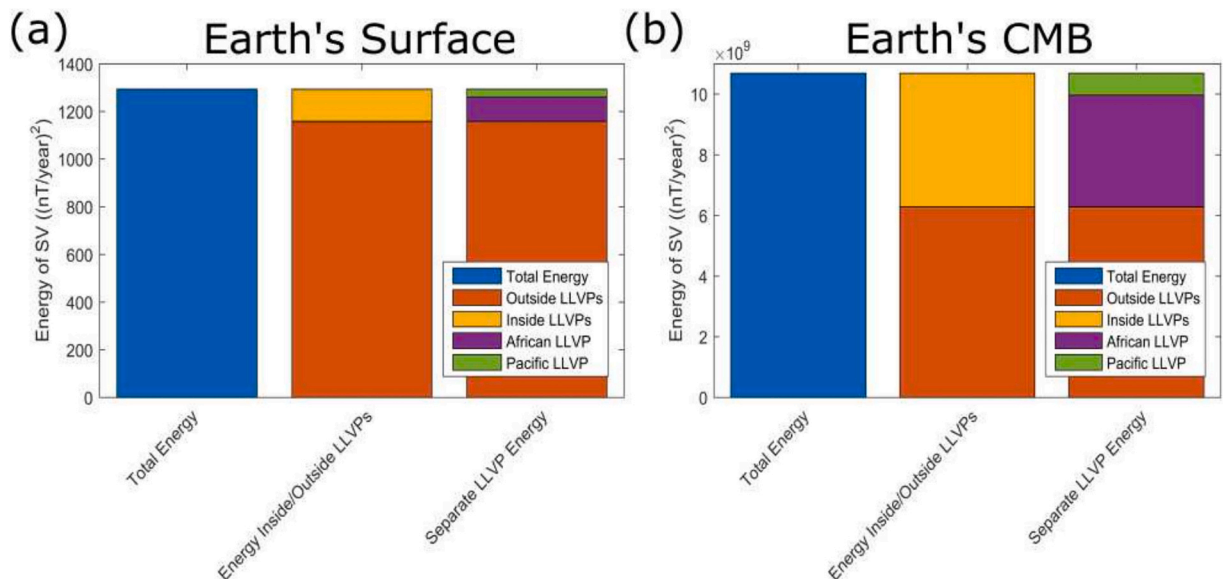 (a)
Earth's Surface
1400
1200
1000
800
600
400
200
0
Energy of SV ((nT/year)²)
Total Energy
Outside LLVPs
Inside LLVPs
African LLVP
Pacific LLVP
Total Energy
Energy Inside/Outside LLVPs
Separate LLVP Energy
(b)
Earth's CMB
×10⁹
10
8
6
4
2
0
Energy of SV ((nT/year)²)
Total Energy
Outside LLVPs
Inside LLVPs
African LLVP
Pacific LLVP
Total Energy
Energy Inside/Outside LLVPs
Separate LLVP Energy